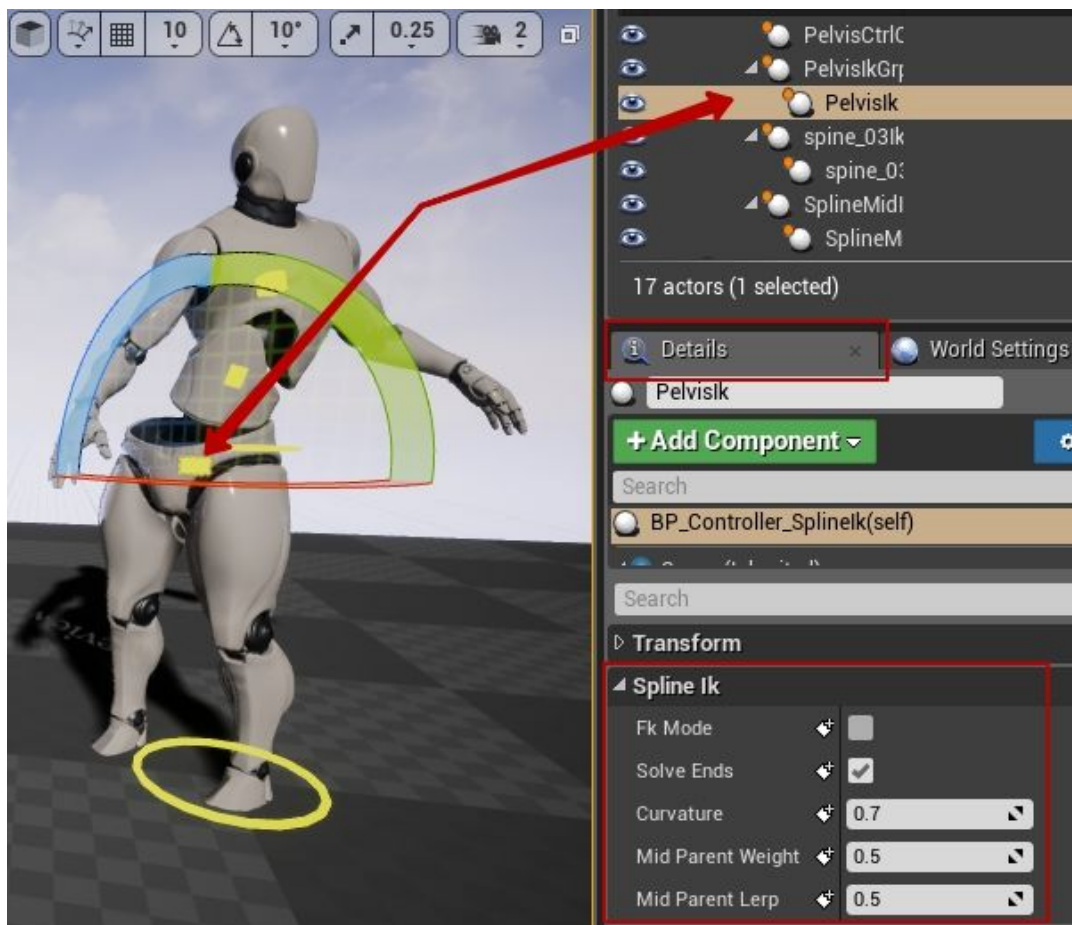 10 10° 0.25 2
PelvisCtrlC
PelvisIkGrp
PelvisIk
spine_03Ik
spine_03
SplineMidI
SplineM
17 actors (1 selected)
Details World Settings
PelvisIk
+ Add Component
Search
BP_Controller_SplineIk(self)
Search
Transform
Spline Ik
Fk Mode
Solve Ends
Curvature 0.7
Mid Parent Weight 0.5
Mid Parent Lerp 0.5